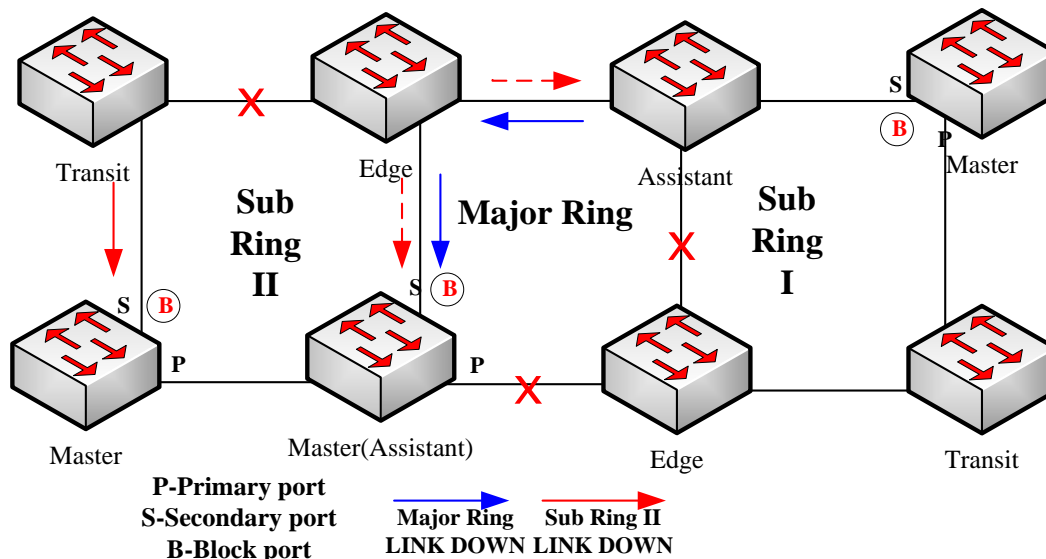 S
B
P
Transit
Edge
Assistant
Master
Sub
Ring
II
Major Ring
Sub
Ring
I
S
B
S
B
P
P
Master
Master(Assistant)
Edge
Transit
P-Primary port
S-Secondary port
B-Block port
Major Ring
LINK DOWN
Sub Ring II
LINK DOWN